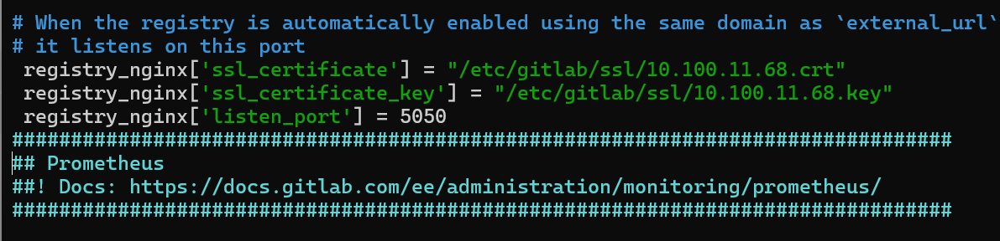 # When the registry is automatically enabled using the same domain as `external_url`
# it listens on this port
registry_nginx['ssl_certificate'] = "/etc/gitlab/ssl/10.100.11.68.crt"
registry_nginx['ssl_certificate_key'] = "/etc/gitlab/ssl/10.100.11.68.key"
registry_nginx['listen_port'] = 5050
################################################################################
## Prometheus
##! Docs: https://docs.gitlab.com/ee/administration/monitoring/prometheus/
################################################################################